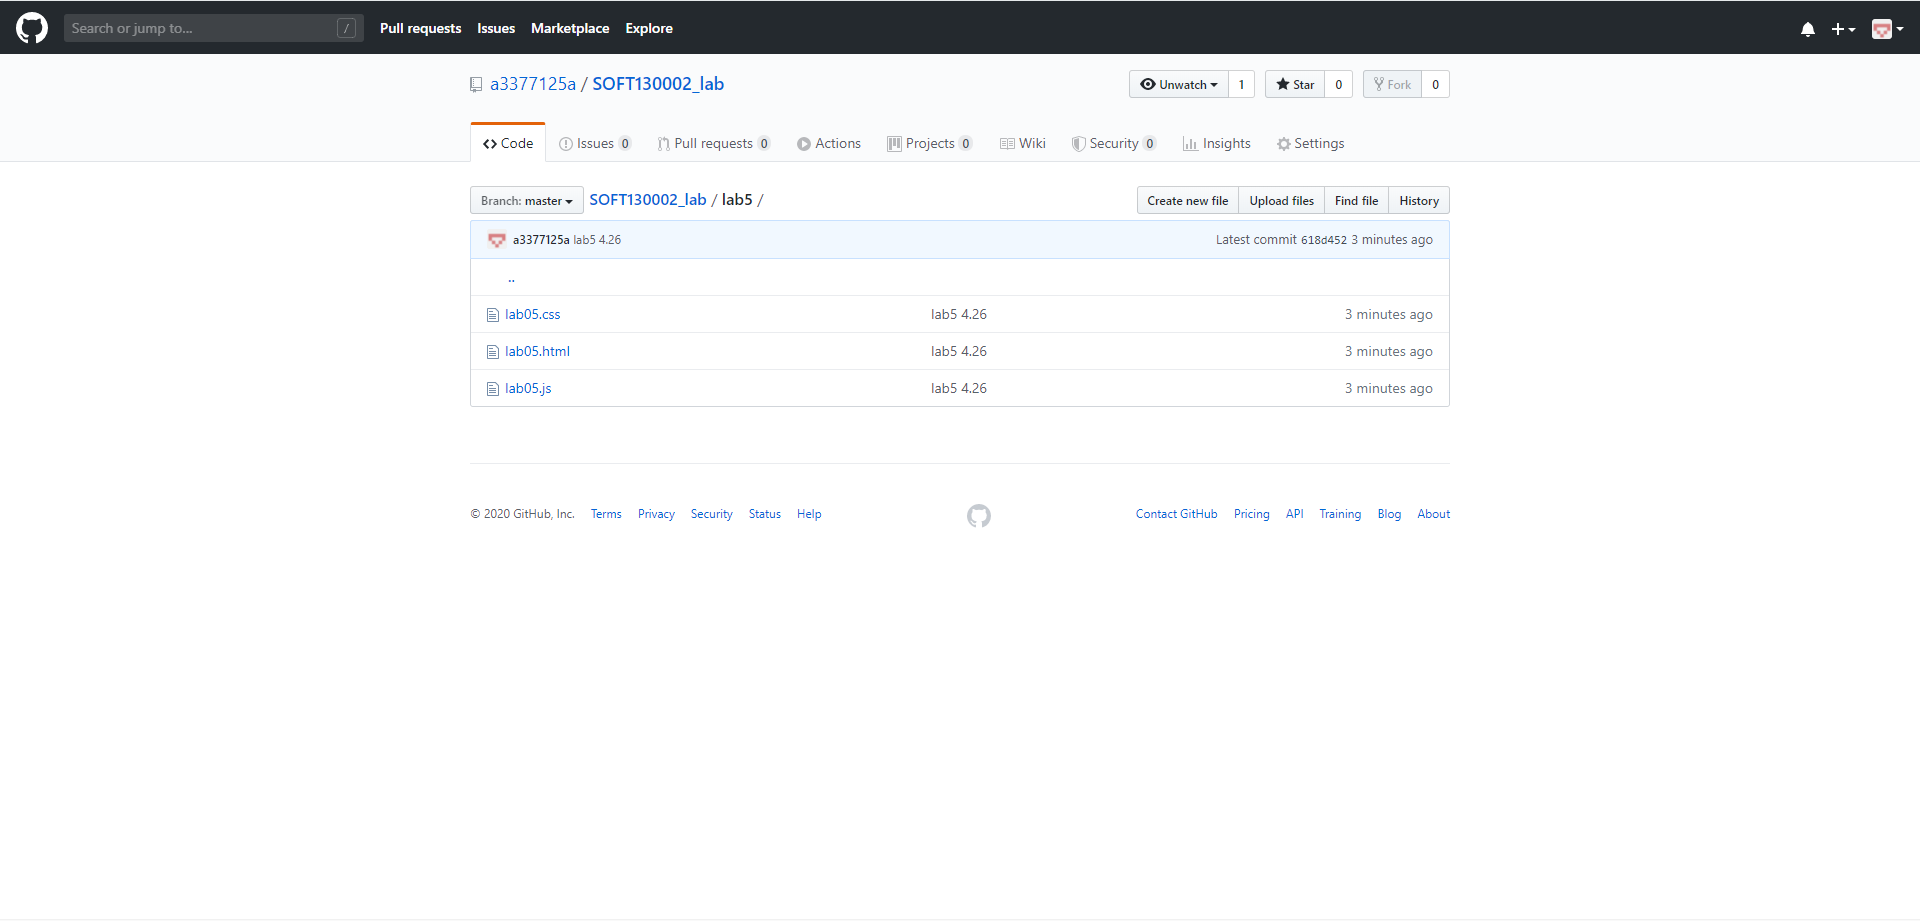 Search or jump to... / Pull requests Issues Marketplace Explore
a3377125a / SOFT130002_lab Unwatch 1 Star 0 Fork 0
Code Issues 0 Pull requests 0 Actions Projects 0 Wiki Security 0 Insights Settings
Branch: master SOFT130002_lab / lab5 / Create new file Upload files Find file History
a3377125a lab5 4.26 Latest commit 618d452 3 minutes ago
..
lab05.css lab5 4.26 3 minutes ago
lab05.html lab5 4.26 3 minutes ago
lab05.js lab5 4.26 3 minutes ago
© 2020 GitHub, Inc. Terms Privacy Security Status Help Contact GitHub Pricing API Training Blog About